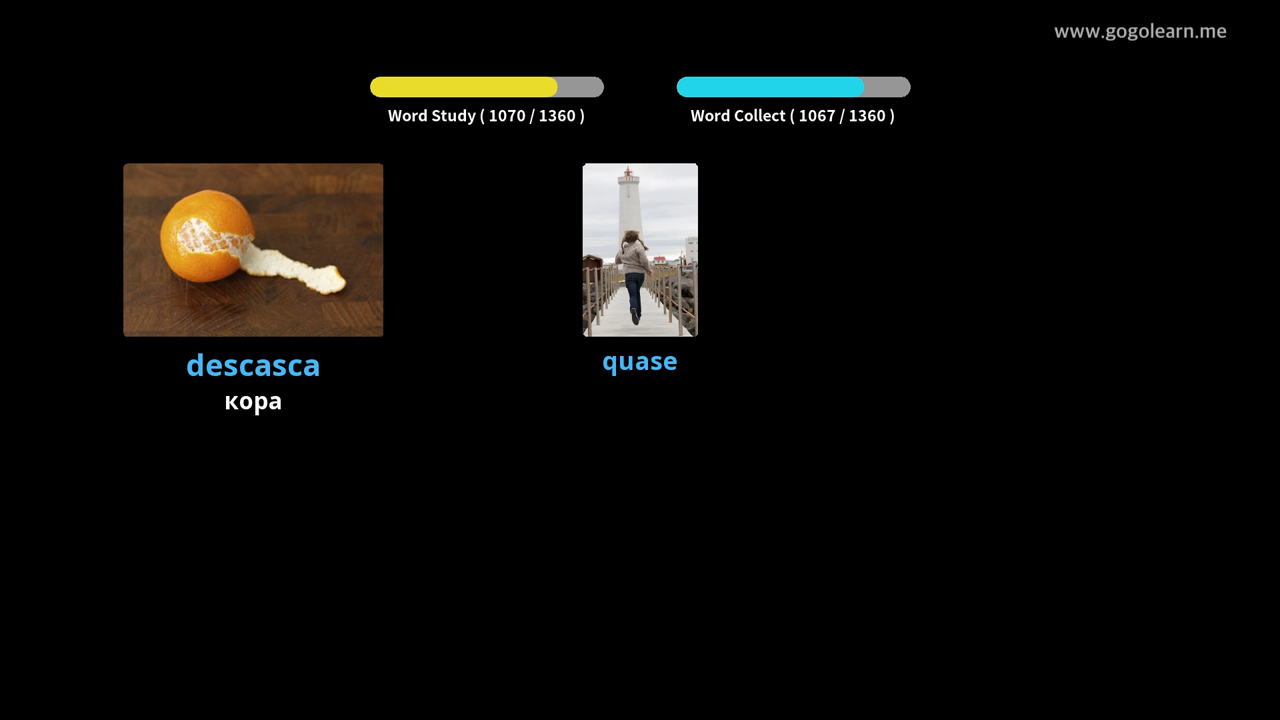 www.gogolearn.me
Word Study ( 1070 / 1360 )
Word Collect ( 1067 / 1360 )
descasca
кора
quase